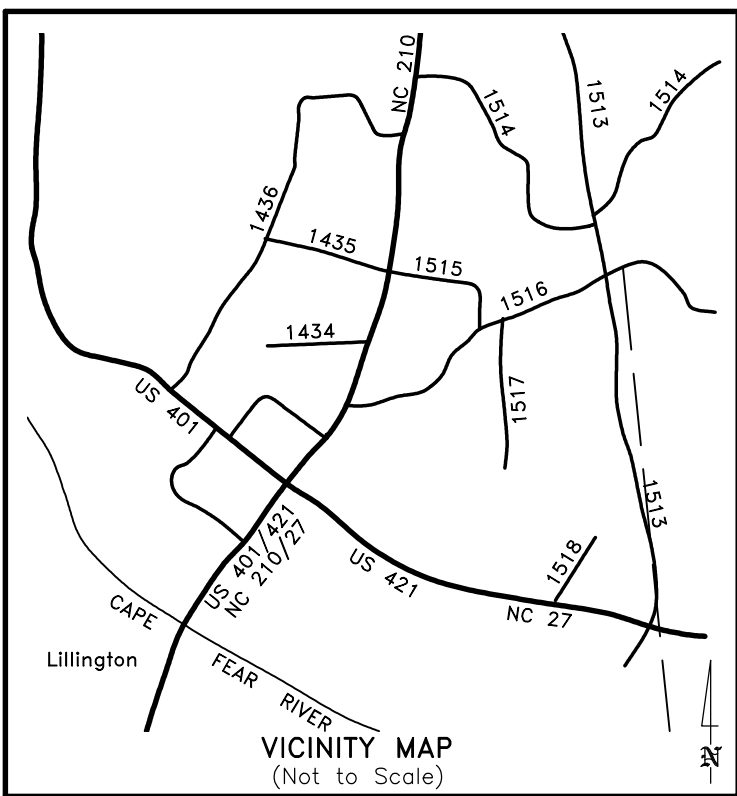 NC 210
1513
1514
1514
1436
1435
1515
1516
1434
1517
US 401
1513
US 401/421
NC 210/27
US 421
1518
NC 27
CAPE
FEAR
RIVER
Lillington
N
VICINITY MAP
(Not to Scale)